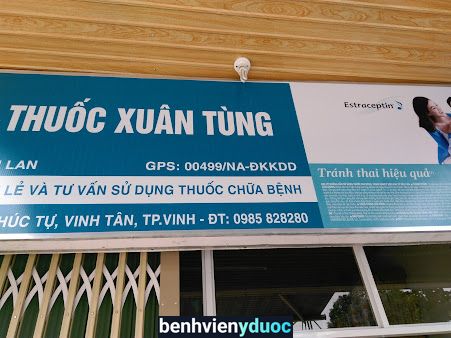 THUỐC XUÂN TÙNG
LAN
GPS: 00499/NA-ĐKKDD
LẺ VÀ TƯ VẤN SỬ DỤNG THUỐC CHỮA BỆNH
HÚC TỰ, VINH TÂN, TP.VINH - ĐT: 0985 828280
Estraceptin
Tránh thai hiệu quả
benhvienyduoc